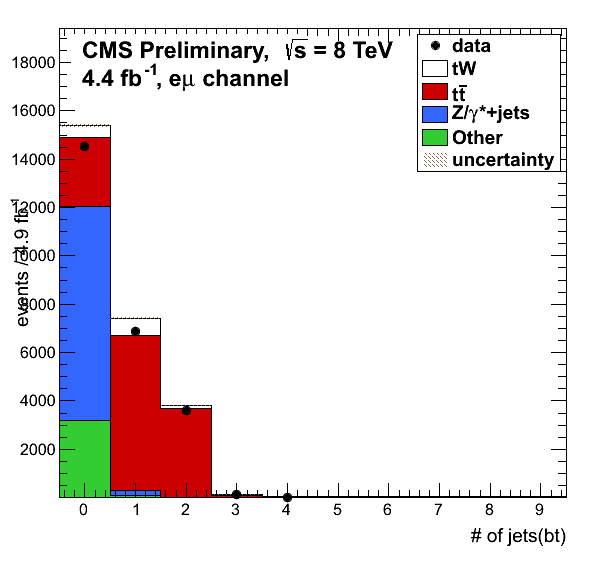 CMS Preliminary, √s = 8 TeV
4.4 fb⁻¹, eμ channel
data
tW
tt̄
Z/γ*+jets
Other
uncertainty
events / 4.9 fb⁻¹
18000
16000
14000
12000
10000
8000
6000
4000
2000
0 1 2 3 4 5 6 7 8 9
# of jets(bt)